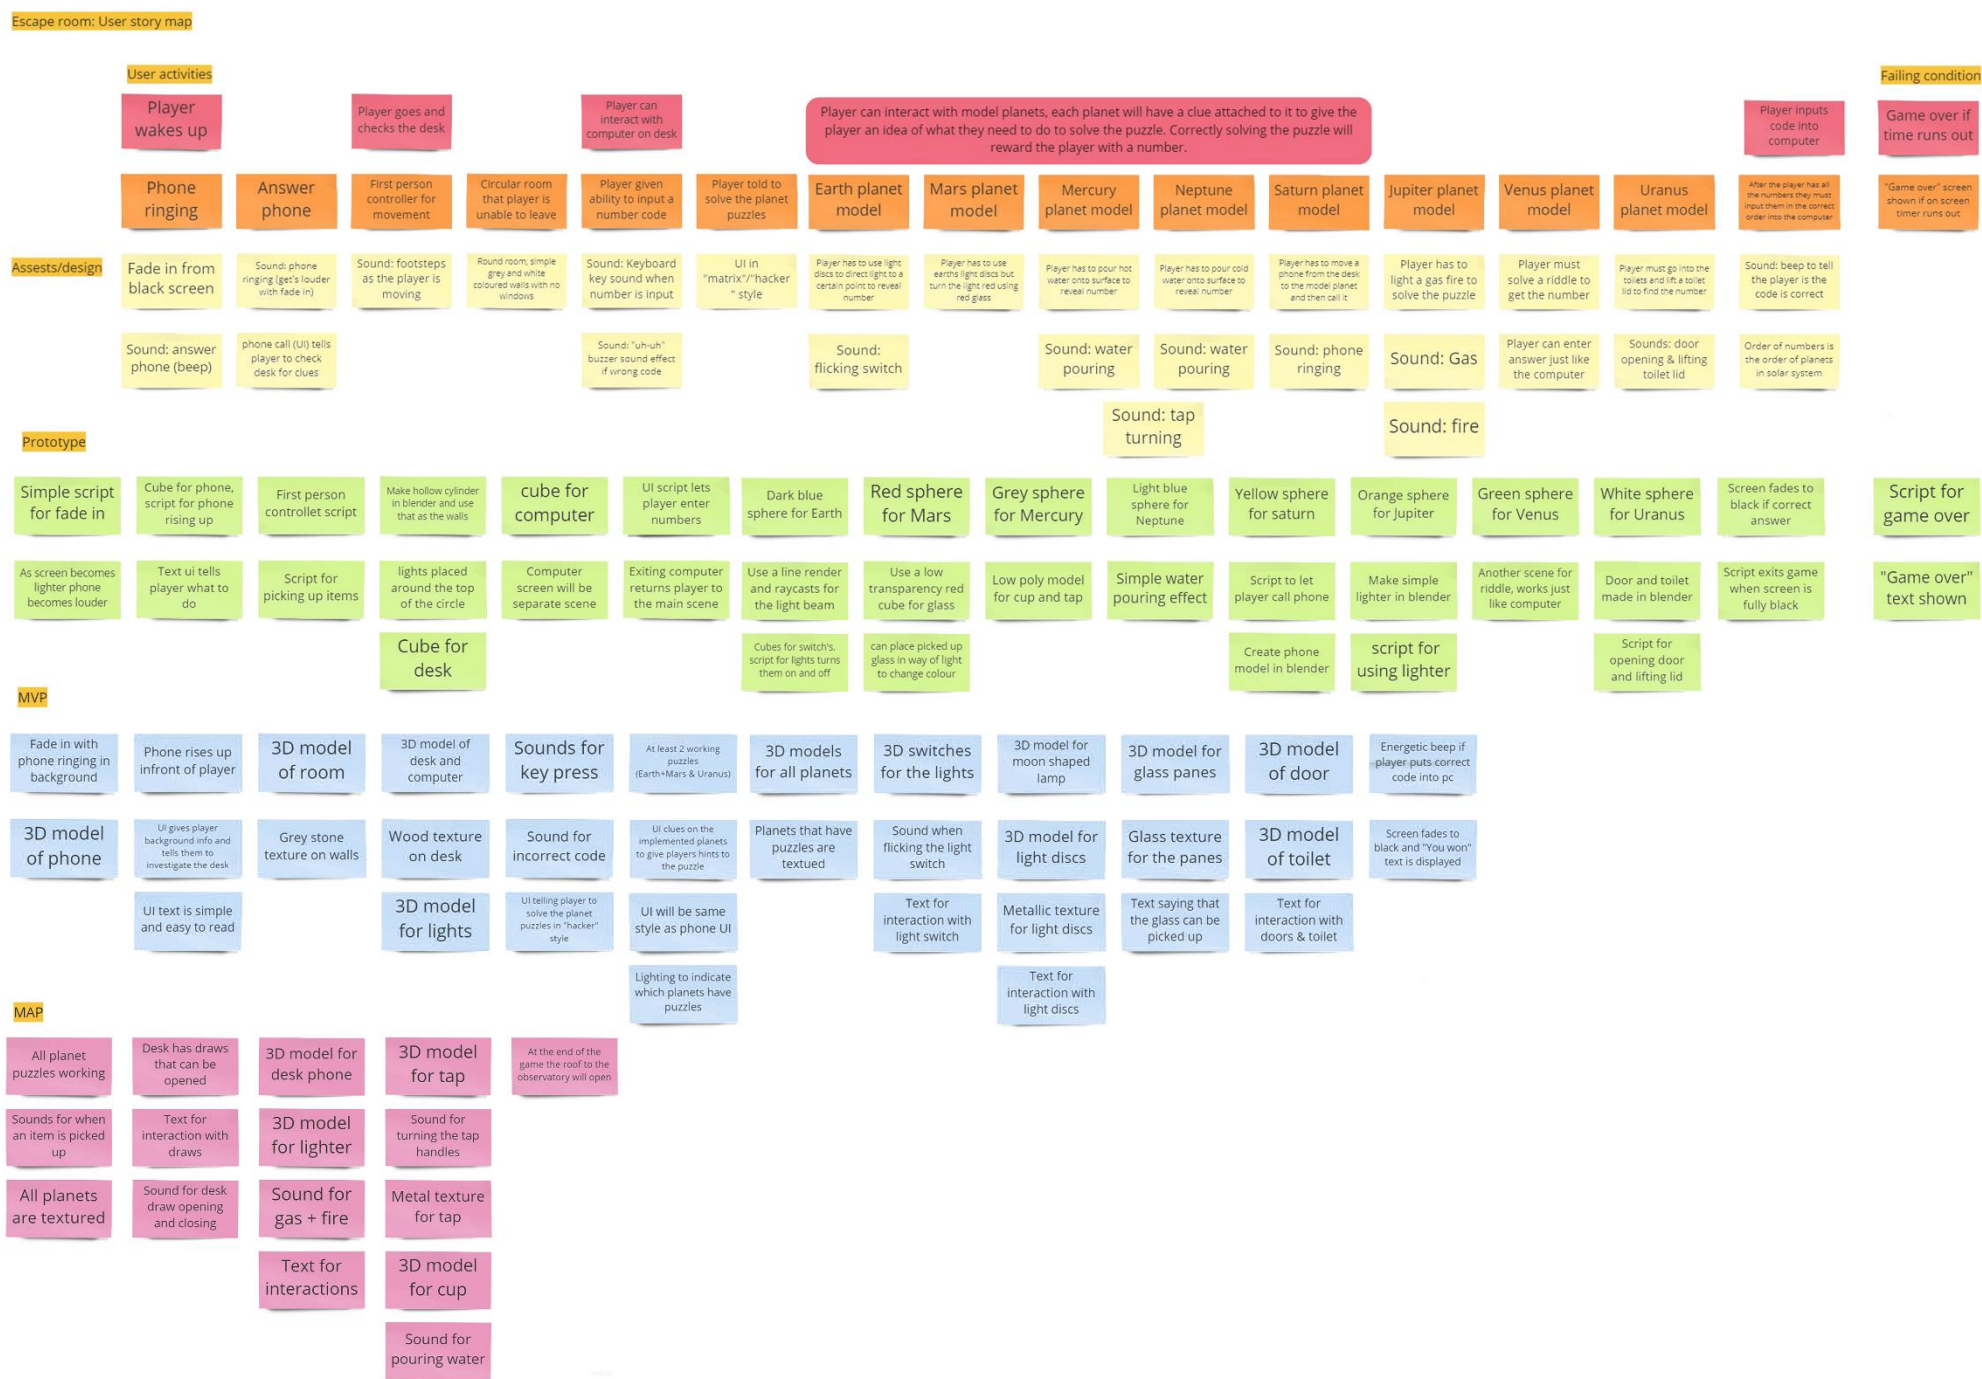 Escape room: User story map
User activities
Failing condition
Player
wakes up
Player goes and
checks the desk
Player can
interact with
computer on desk
Player can interact with model planets, each planet will have a clue attached to it to give the
player an idea of what they need to do to solve the puzzle. Correctly solving the puzzle will
reward the player with a number.
Player inputs
code into
computer
Game over if
time runs out
Phone
ringing
Answer
phone
First person
controller for
movement
Circular room
that player is
unable to leave
Player given
ability to input a
number code
Player told to
solve the planet
puzzles
Earth planet
model
Mars planet
model
Mercury
planet model
Neptune
planet model
Saturn planet
model
Jupiter planet
model
Venus planet
model
Uranus
planet model
After the player has all
the numbers they must
input them in the correct
order into the computer
"Game over" screen
shown if on screen
timer runs out
Assests/design
Fade in from
black screen
Sound: phone
ringing (get's louder
with fade in)
Sound: footsteps
as the player is
moving
Round room, simple
grey and white
coloured walls with no
windows
Sound: Keyboard
key sound when
number is input
UI in
"matrix"/"hacker
" style
Player has to use light
discs to direct light to a
certain point to reveal
number
Player has to use
earths light discs but
turn the light red using
red glass
Player has to pour hot
water onto surface to
reveal number
Player has to pour cold
water onto surface to
reveal number
Player has to move a
phone from the desk
to the model planet
and then call it
Player has to
light a gas fire to
solve the puzzle
Player must
solve a riddle to
get the number
Player must go into the
toilets and lift a toilet
lid to find the number
Sound: beep to tell
the player is the
code is correct
Sound: answer
phone (beep)
phone call (UI) tells
player to check
desk for clues
Sound: "uh-uh"
buzzer sound effect
if wrong code
Sound:
flicking switch
Sound: water
pouring
Sound: water
pouring
Sound: phone
ringing
Sound: Gas
Player can enter
answer just like
the computer
Sounds: door
opening & lifting
toilet lid
Order of numbers is
the order of planets
in solar system
Sound: tap
turning
Sound: fire
Prototype
Simple script
for fade in
Cube for phone,
script for phone
rising up
First person
controllet script
Make hollow cylinder
in blender and use
that as the walls
cube for
computer
UI script lets
player enter
numbers
Dark blue
sphere for Earth
Red sphere
for Mars
Grey sphere
for Mercury
Light blue
sphere for
Neptune
Yellow sphere
for saturn
Orange sphere
for Jupiter
Green sphere
for Venus
White sphere
for Uranus
Screen fades to
black if correct
answer
Script for
game over
As screen becomes
lighter phone
becomes louder
Text ui tells
player what to
do
Script for
picking up items
lights placed
around the top
of the circle
Computer
screen will be
separate scene
Exiting computer
returns player to
the main scene
Use a line render
and raycasts for
the light beam
Use a low
transparency red
cube for glass
Low poly model
for cup and tap
Simple water
pouring effect
Script to let
player call phone
Make simple
lighter in blender
Another scene for
riddle, works just
like computer
Door and toilet
made in blender
Script exits game
when screen is
fully black
"Game over"
text shown
Cube for
desk
Cubes for switch's,
script for lights turns
them on and off
can place picked up
glass in way of light
to change colour
Create phone
model in blender
script for
using lighter
Script for
opening door
and lifting lid
MVP
Fade in with
phone ringing in
background
Phone rises up
infront of player
3D model
of room
3D model of
desk and
computer
Sounds for
key press
At least 2 working
puzzles
(Earth+Mars & Uranus)
3D models
for all planets
3D switches
for the lights
3D model for
moon shaped
lamp
3D model for
glass panes
3D model
of door
Energetic beep if
player puts correct
code into pc
3D model
of phone
UI gives player
background info and
tells them to
investigate the desk
Grey stone
texture on walls
Wood texture
on desk
Sound for
incorrect code
UI clues on the
implemented planets
to give players hints to
the puzzle
Planets that have
puzzles are
textued
Sound when
flicking the light
switch
3D model for
light discs
Glass texture
for the panes
3D model
of toilet
Screen fades to
black and "You won"
text is displayed
UI text is simple
and easy to read
3D model
for lights
UI telling player to
solve the planet
puzzles in "hacker"
style
UI will be same
style as phone UI
Text for
interaction with
light switch
Metallic texture
for light discs
Text saying that
the glass can be
picked up
Text for
interaction with
doors & toilet
Lighting to indicate
which planets have
puzzles
Text for
interaction with
light discs
MAP
All planet
puzzles working
Desk has draws
that can be
opened
3D model for
desk phone
3D model
for tap
At the end of the
game the roof to the
observatory will open
Sounds for when
an item is picked
up
Text for
interaction with
draws
3D model
for lighter
Sound for
turning the tap
handles
All planets
are textured
Sound for desk
draw opening
and closing
Sound for
gas + fire
Metal texture
for tap
Text for
interactions
3D model
for cup
Sound for
pouring water